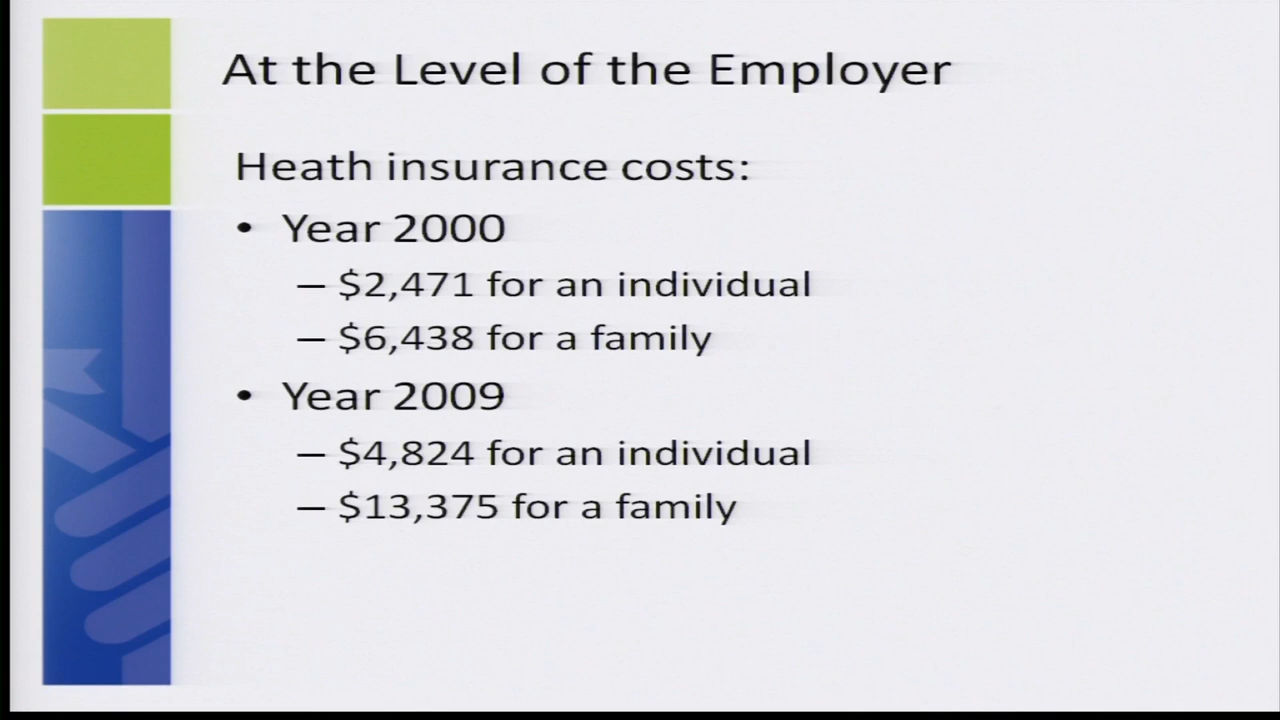 At the Level of the Employer
Heath insurance costs:
• Year 2000
– $2,471 for an individual
– $6,438 for a family
• Year 2009
– $4,824 for an individual
– $13,375 for a family